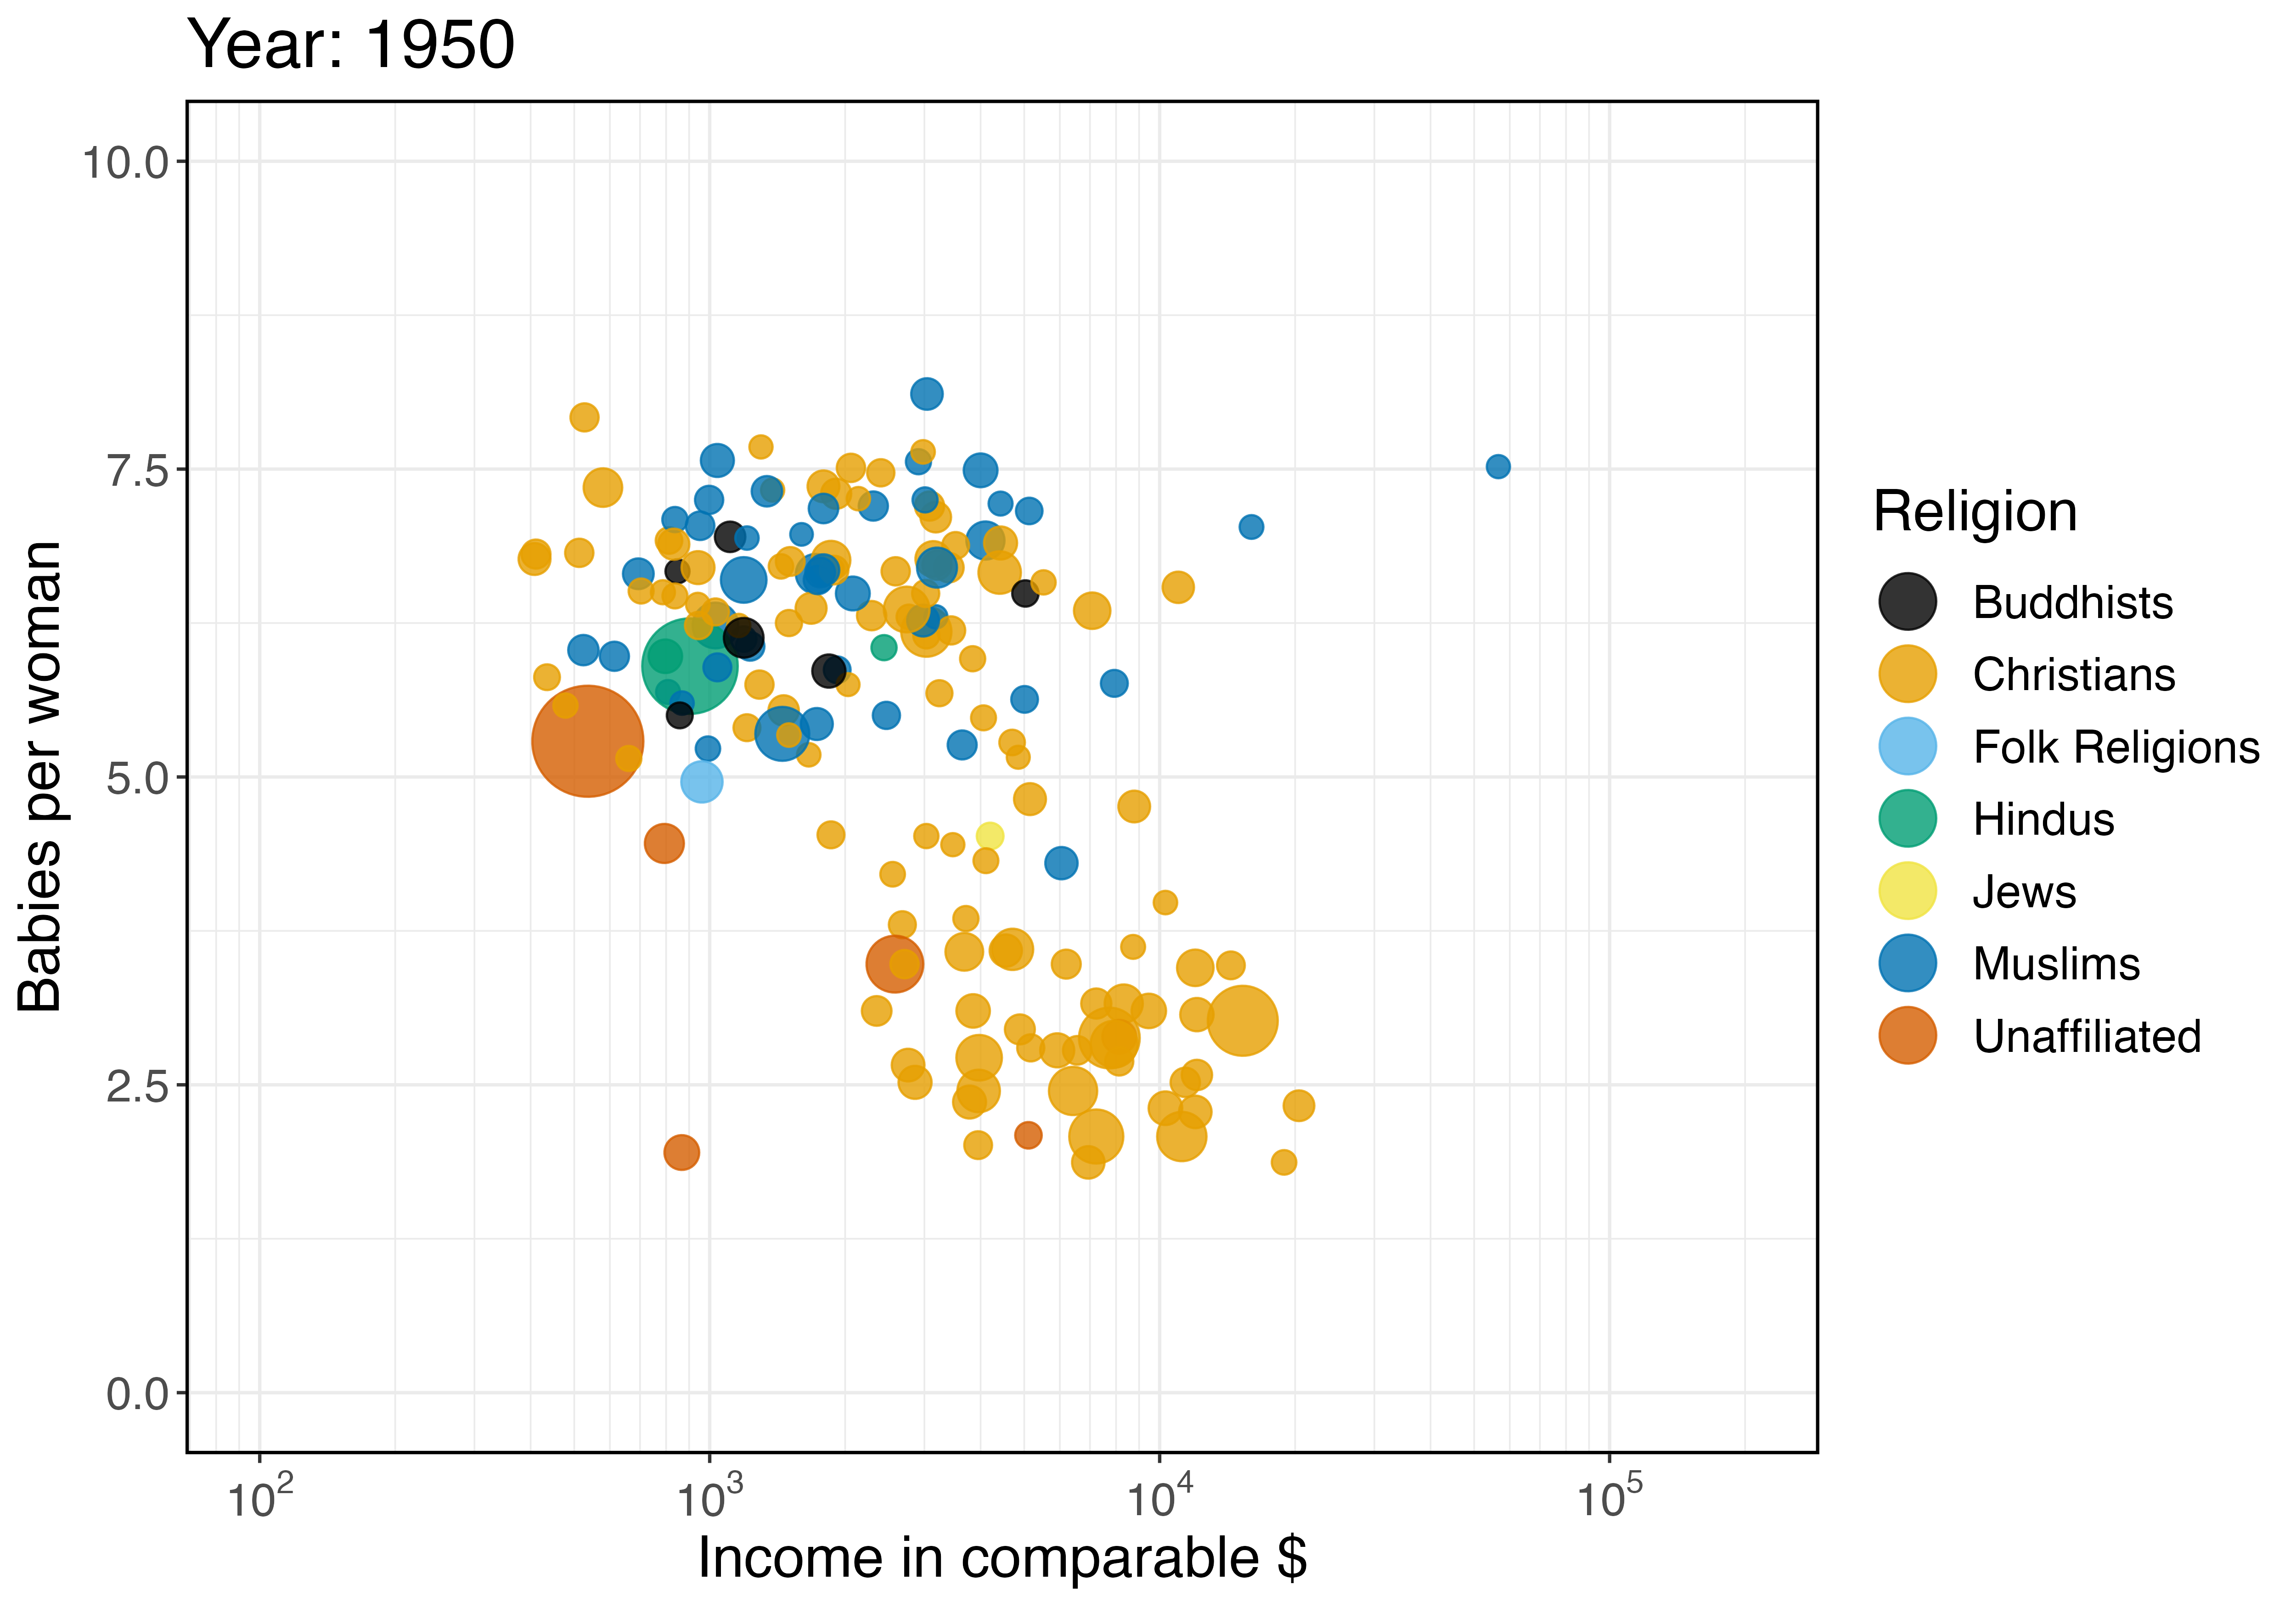 Year: 1950
10.0
7.5
5.0
2.5
0.0
Babies per woman
10²
10³
10⁴
10⁵
Income in comparable $
Religion
Buddhists
Christians
Folk Religions
Hindus
Jews
Muslims
Unaffiliated